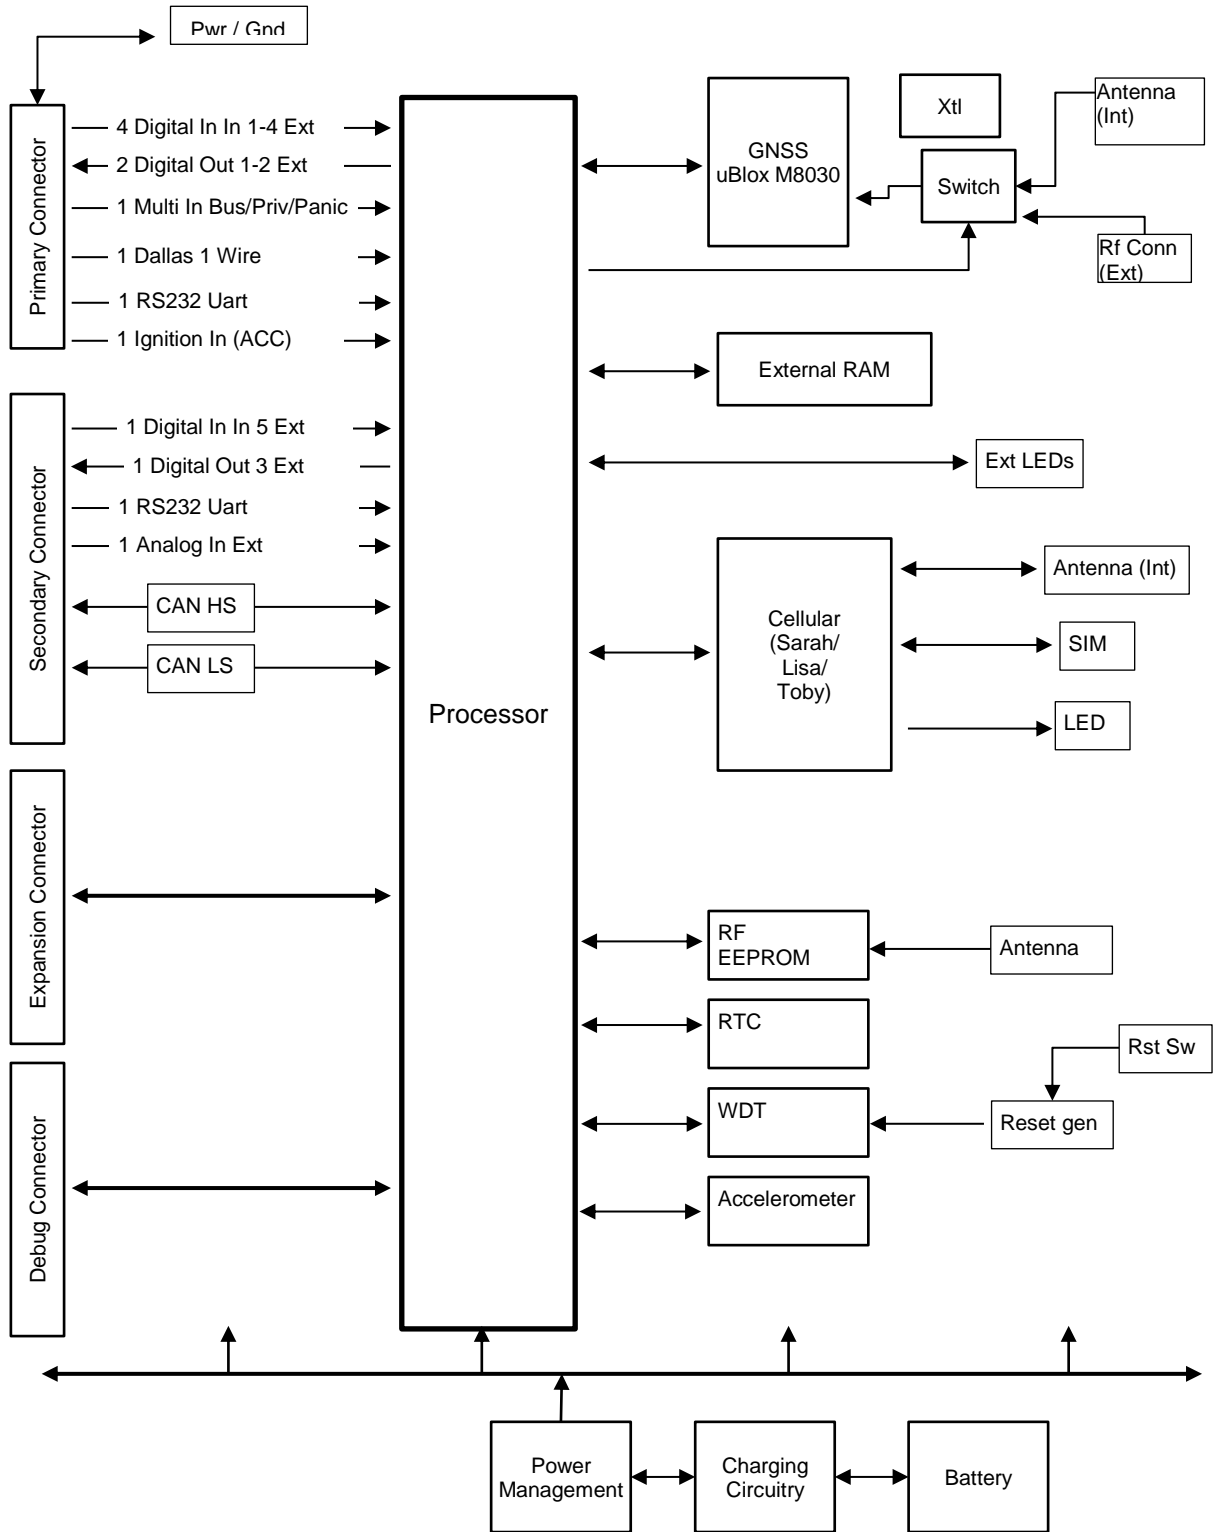 Pwr / Gnd
Primary Connector
4 Digital In In 1-4 Ext
2 Digital Out 1-2 Ext
1 Multi In Bus/Priv/Panic
1 Dallas 1 Wire
1 RS232 Uart
1 Ignition In (ACC)
Secondary Connector
1 Digital In In 5 Ext
1 Digital Out 3 Ext
1 RS232 Uart
1 Analog In Ext
CAN HS
CAN LS
Expansion Connector
Debug Connector
Processor
GNSS
uBlox M8030
Xtl
Switch
Antenna
(Int)
Rf Conn
(Ext)
External RAM
Ext LEDs
Cellular
(Sarah/
Lisa/
Toby)
Antenna (Int)
SIM
LED
RF
EEPROM
Antenna
RTC
Rst Sw
WDT
Reset gen
Accelerometer
Power
Management
Charging
Circuitry
Battery